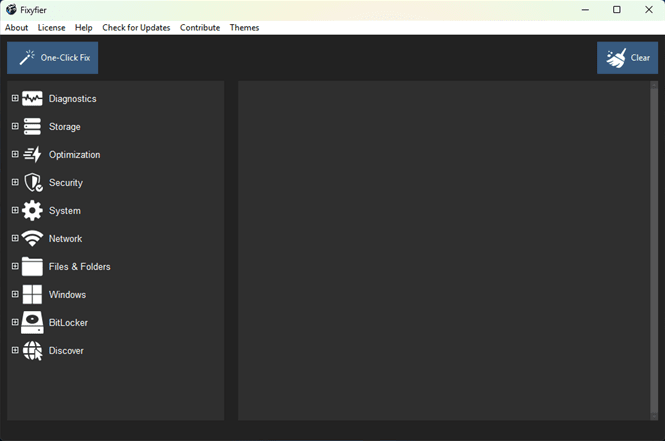 Fixyfier
About License Help Check for Updates Contribute Themes
One-Click Fix
Clear
Diagnostics
Storage
Optimization
Security
System
Network
Files & Folders
Windows
BitLocker
Discover